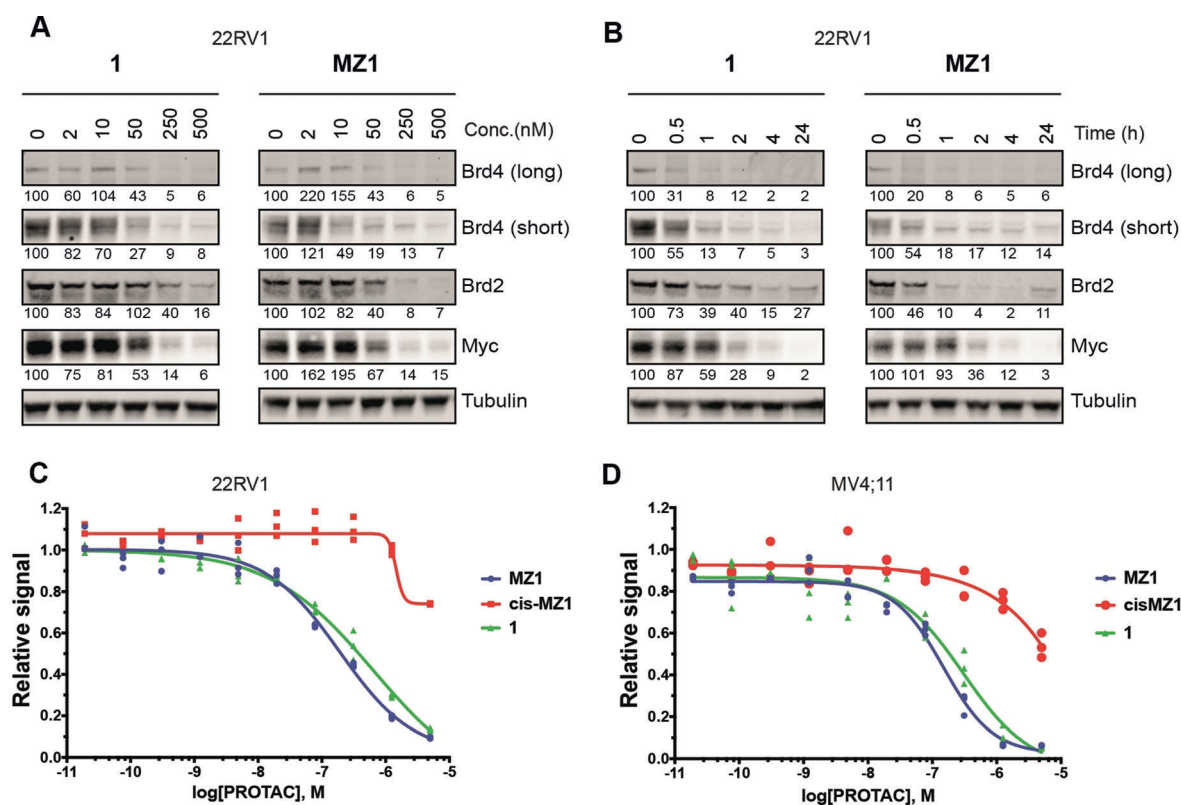 A
22RV1
1 MZ1
0 2 10 50 250 500 0 2 10 50 250 500 Conc.(nM)
Brd4 (long)
100 60 104 43 5 6 100 220 155 43 6 5
Brd4 (short)
100 82 70 27 9 8 100 121 49 19 13 7
Brd2
100 83 84 102 40 16 100 102 82 40 8 7
Myc
100 75 81 53 14 6 100 162 195 67 14 15
Tubulin
B
22RV1
1 MZ1
0 0.5 1 2 4 24 0 0.5 1 2 4 24 Time (h)
Brd4 (long)
100 31 8 12 2 2 100 20 8 6 5 6
Brd4 (short)
100 55 13 7 5 3 100 54 18 17 12 14
Brd2
100 73 39 40 15 27 100 46 10 4 2 11
Myc
100 87 59 28 9 2 100 101 93 36 12 3
Tubulin
C
22RV1
Relative signal
1.2
1.0
0.8
0.6
0.4
0.2
0.0
MZ1
cis-MZ1
1
-11 -10 -9 -8 -7 -6 -5
log[PROTAC], M
D
MV4;11
Relative signal
1.2
1.0
0.8
0.6
0.4
0.2
0.0
MZ1
cisMZ1
1
-11 -10 -9 -8 -7 -6 -5
log[PROTAC], M